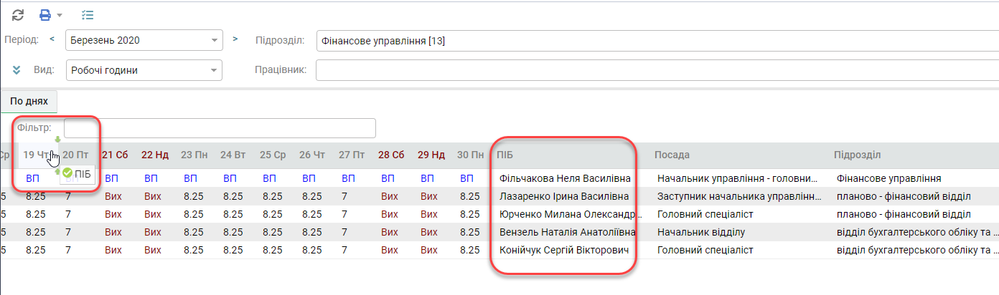 Період: < Березень 2020 > Підрозділ: Фінансове управління [13]
Вид: Робочі години Працівник:
По днях
Фільтр:
Ср 19 Чт 20 Пт 21 Сб 22 Нд 23 Пн 24 Вт 25 Ср 26 Чт 27 Пт 28 Сб 29 Нд 30 Пн ПІБ Посада Підрозділ
ПІБ
ВП ВП ВП ВП ВП ВП ВП ВП ВП ВП ВП ВП Фільчакова Неля Василівна Начальник управління - головни... Фінансове управління
5 8.25 7 Вих Вих 8.25 8.25 8.25 8.25 7 Вих Вих 8.25 Лазаренко Ірина Василівна Заступник начальника управлінн... планово - фінансовий відділ
5 8.25 7 Вих Вих 8.25 8.25 8.25 8.25 7 Вих Вих 8.25 Юрченко Милана Олександр... Головний спеціаліст планово - фінансовий відділ
5 8.25 7 Вих Вих 8.25 8.25 8.25 8.25 7 Вих Вих 8.25 Вензель Наталія Анатоліївна Начальник відділу відділ бухгалтерського обліку та ...
5 8.25 7 Вих Вих 8.25 8.25 8.25 8.25 7 Вих Вих 8.25 Конійчук Сергій Вікторович Головний спеціаліст відділ бухгалтерського обліку та ...